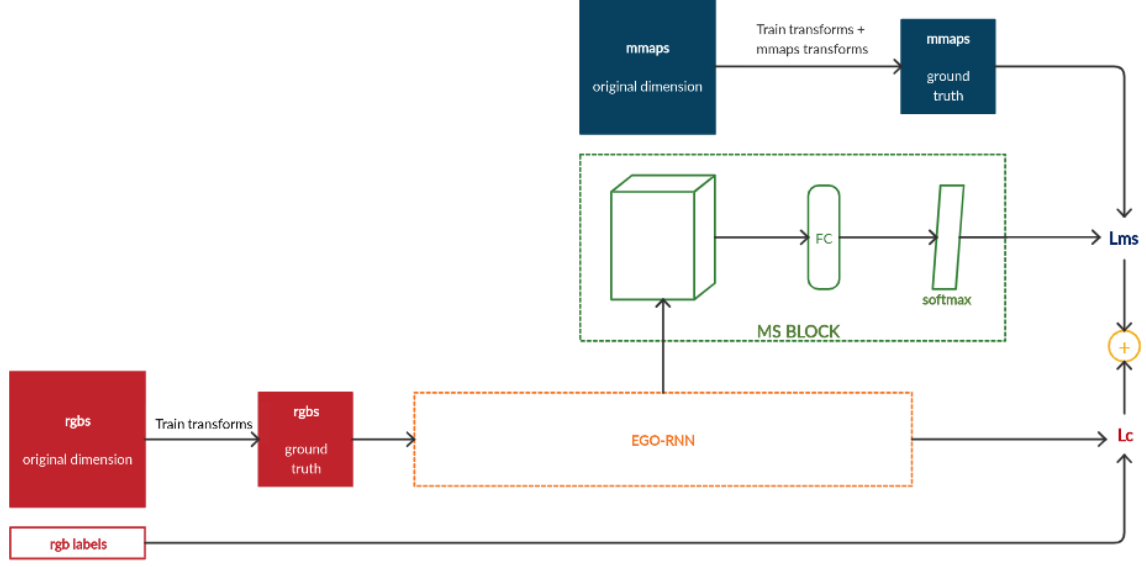 mmaps
original dimension
Train transforms +
mmaps transforms
mmaps
ground
truth
FC
softmax
MS BLOCK
Lms
+
rgbs
original dimension
Train transforms
rgbs
ground
truth
EGO-RNN
Lc
rgb labels